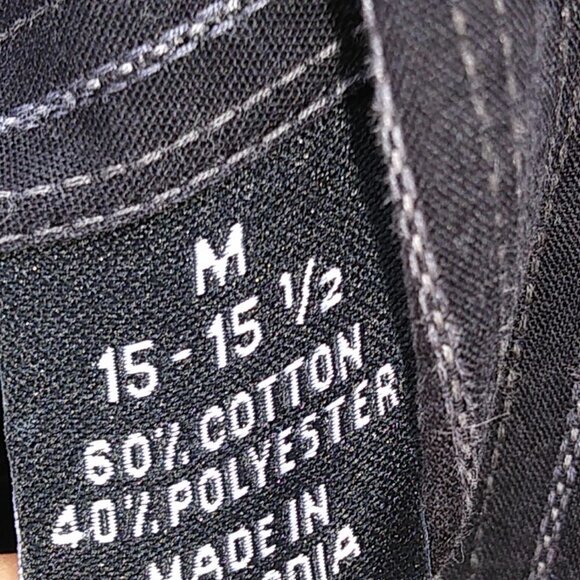 M
15 - 15 1/2
60% COTTON
40% POLYESTER
MADE IN